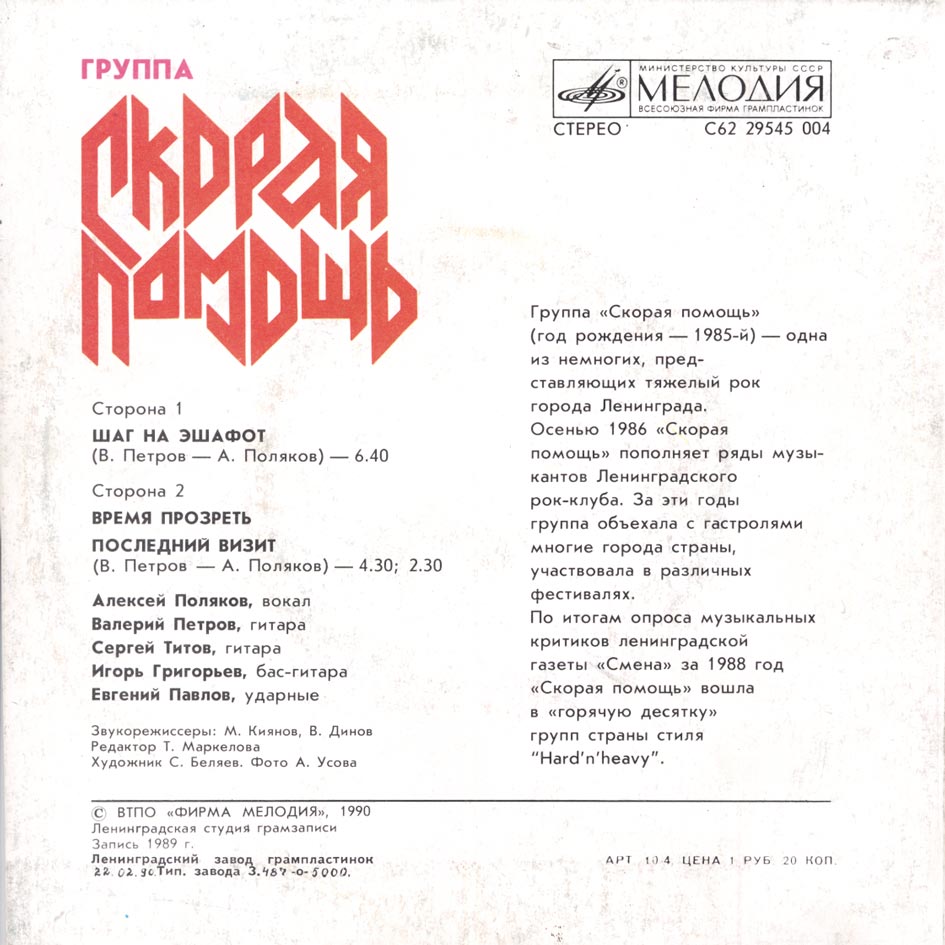 ГРУППА
СКОРАЯ
ПОМОЩЬ
МИНИСТЕРСТВО КУЛЬТУРЫ СССР
МЕЛОДИЯ
ВСЕСОЮЗНАЯ ФИРМА ГРАМПЛАСТИНОК
СТЕРЕО С62 29545 004
Сторона 1
ШАГ НА ЭШАФОТ
(В. Петров — А. Поляков) — 6.40
Сторона 2
ВРЕМЯ ПРОЗРЕТЬ
ПОСЛЕДНИЙ ВИЗИТ
(В. Петров — А. Поляков) — 4.30; 2.30
Алексей Поляков, вокал
Валерий Петров, гитара
Сергей Титов, гитара
Игорь Григорьев, бас-гитара
Евгений Павлов, ударные
Звукорежиссеры: М. Киянов, В. Динов
Редактор Т. Маркелова
Художник С. Беляев. Фото А. Усова
Группа «Скорая помощь»
(год рождения — 1985-й) — одна
из немногих, пред-
ставляющих тяжелый рок
города Ленинграда.
Осенью 1986 «Скорая
помощь» пополняет ряды музы-
кантов Ленинградского
рок-клуба. За эти годы
группа объехала с гастролями
многие города страны,
участвовала в различных
фестивалях.
По итогам опроса музыкальных
критиков ленинградской
газеты «Смена» за 1988 год
«Скорая помощь» вошла
в «горячую десятку»
групп страны стиля
“Hard’n’heavy”.
© ВТПО «ФИРМА МЕЛОДИЯ», 1990
Ленинградская студия грамзаписи
Запись 1989 г.
Ленинградский завод грампластинок
22.02.90.Тип. завода З.487-о-5000.
АРТ. 10-4. ЦЕНА 1 РУБ. 20 КОП.